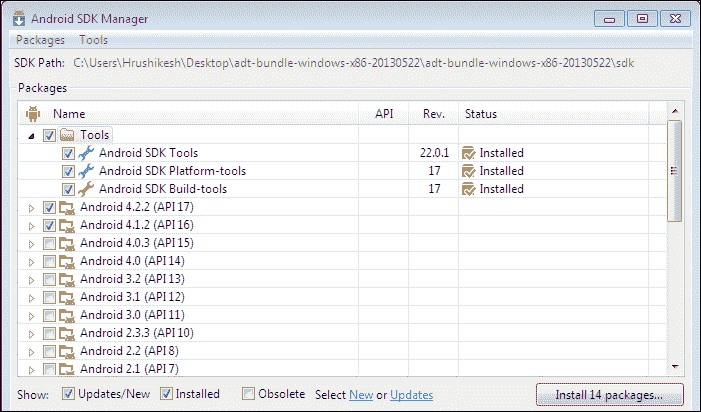 Android SDK Manager
Packages Tools
SDK Path: C:\Users\Hrushikesh\Desktop\adt-bundle-windows-x86-20130522\adt-bundle-windows-x86-20130522\sdk
Packages
Name API Rev. Status
Tools
Android SDK Tools 22.0.1 Installed
Android SDK Platform-tools 17 Installed
Android SDK Build-tools 17 Installed
Android 4.2.2 (API 17)
Android 4.1.2 (API 16)
Android 4.0.3 (API 15)
Android 4.0 (API 14)
Android 3.2 (API 13)
Android 3.1 (API 12)
Android 3.0 (API 11)
Android 2.3.3 (API 10)
Android 2.2 (API 8)
Android 2.1 (API 7)
Show: Updates/New Installed Obsolete Select New or Updates Install 14 packages...